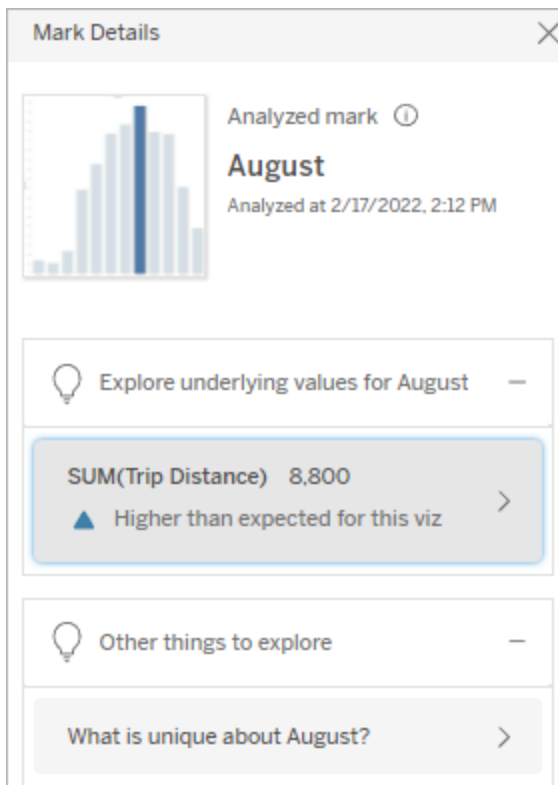 Mark Details
Analyzed mark
August
Analyzed at 2/17/2022, 2:12 PM
Explore underlying values for August
SUM(Trip Distance) 8,800
Higher than expected for this viz
Other things to explore
What is unique about August?